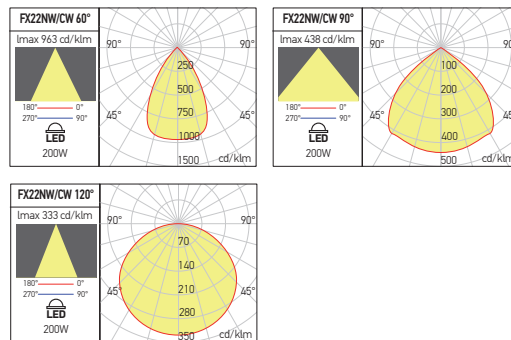 FX22NW/CW 60°
Imax 963 cd/klm
180° 0°
270° 90°
LED
200W
90° 90°
45° 45°
250
500
750
1000
1500 cd/klm
FX22NW/CW 90°
Imax 438 cd/klm
180° 0°
270° 90°
LED
200W
90° 90°
45° 45°
100
200
300
400
500 cd/klm
FX22NW/CW 120°
Imax 333 cd/klm
180° 0°
270° 90°
LED
200W
90° 90°
45° 45°
70
140
210
280
350 cd/klm